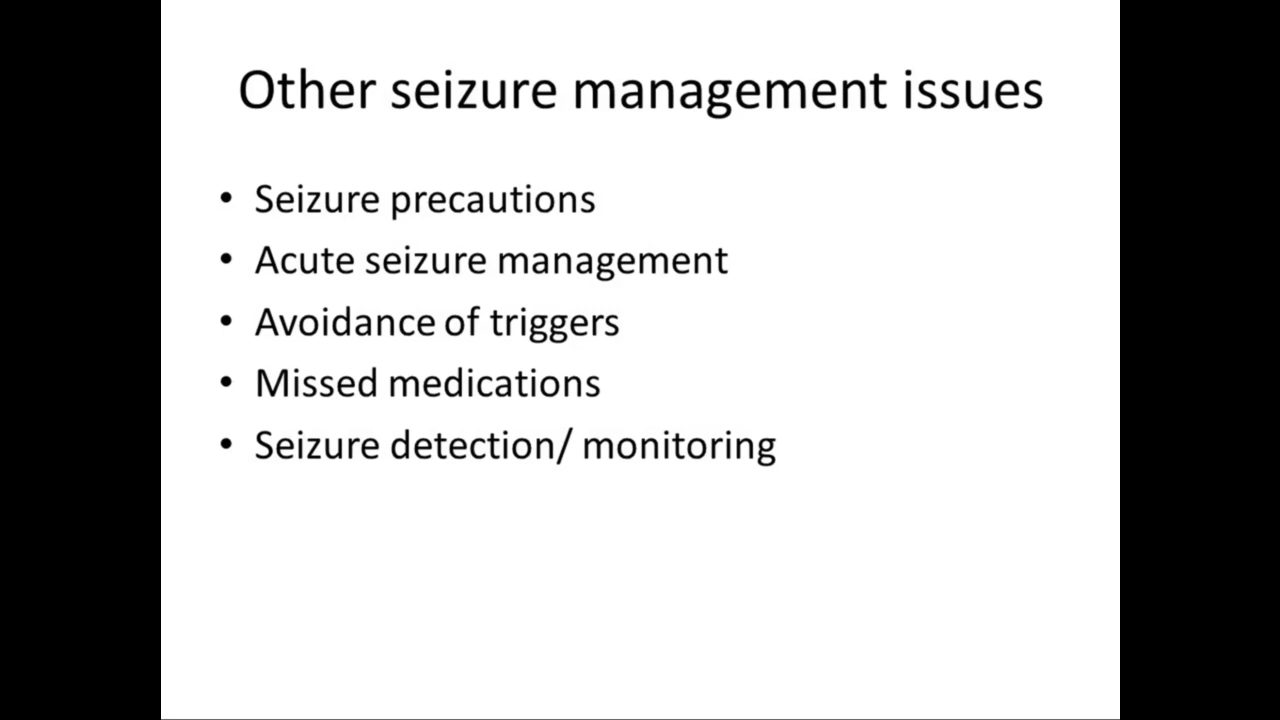 Other seizure management issues
• Seizure precautions
• Acute seizure management
• Avoidance of triggers
• Missed medications
• Seizure detection/ monitoring